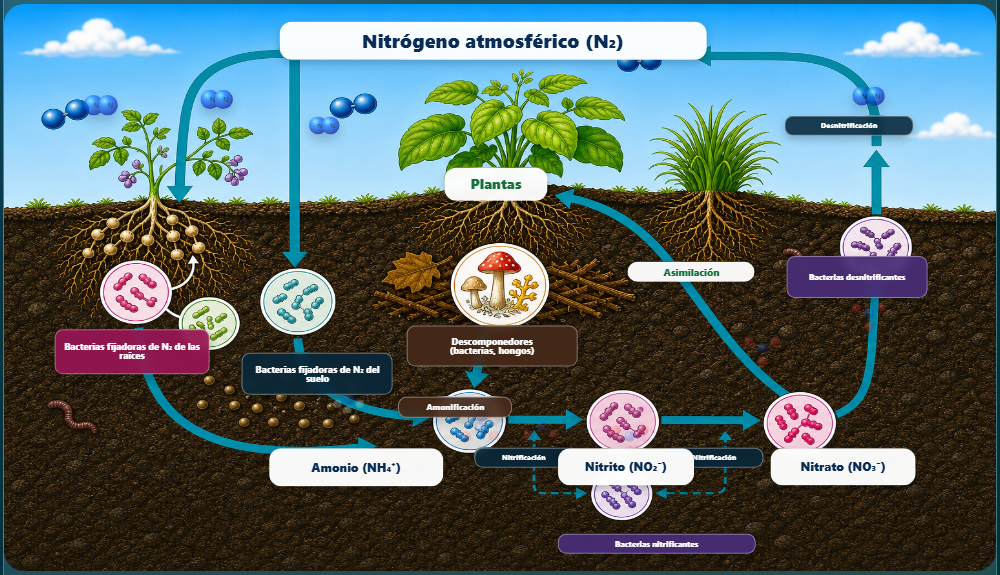 Nitrógeno atmosférico (N₂)
Desnitrificación
Plantas
Asimilación
Bacterias desnitrificantes
Bacterias fijadoras de N₂ de las
raíces
Bacterias fijadoras de N₂ del
suelo
Descomponedores
(bacterias, hongos)
Amonificación
Amonio (NH₄⁺)
Nitrificación
Nitrito (NO₂⁻)
Nitrificación
Nitrato (NO₃⁻)
Bacterias nitrificantes